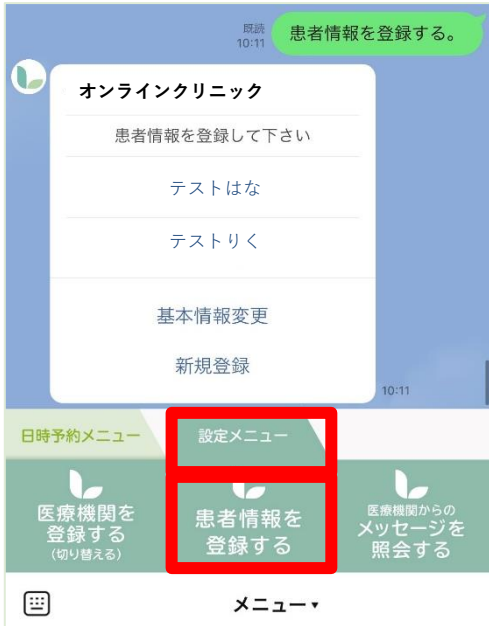 既読
10:11
患者情報を登録する。
オンラインクリニック
患者情報を登録して下さい
テストはな
テストりく
基本情報変更
新規登録
10:11
日時予約メニュー
設定メニュー
医療機関を
登録する
(切り替える)
患者情報を
登録する
医療機関からの
メッセージを
照会する
メニュー▾